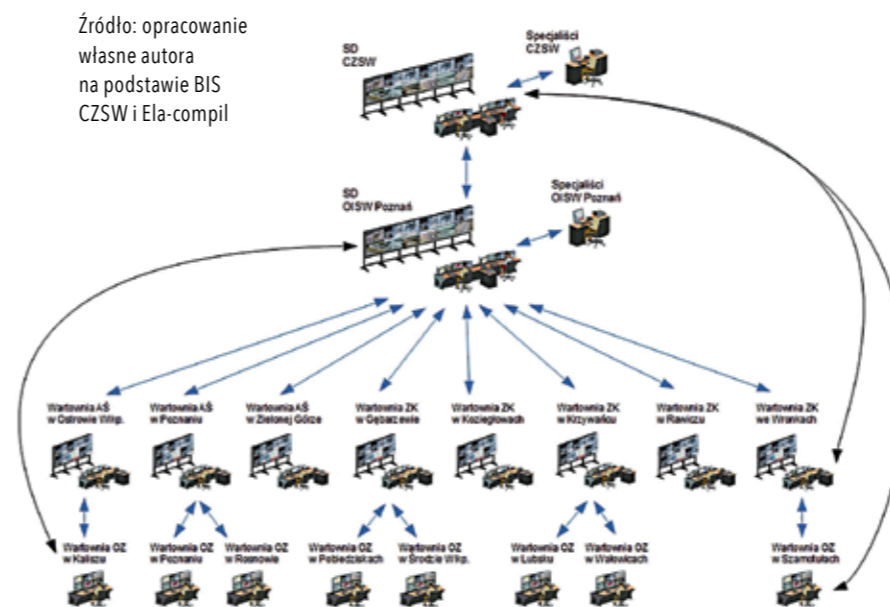 Źródło: opracowanie
własne autora
na podstawie BIS
CZSW i Ela-compil
SD
CZSW
Specjaliści
CZSW
SD
OISW Poznań
Specjaliści
OISW Poznań
Wartownia AŚ
w Ostrowie Wlkp.
Wartownia AŚ
w Poznaniu
Wartownia AŚ
w Zielonej Górze
Wartownia ZK
w Gębarzewie
Wartownia ZK
w Koziegłowach
Wartownia ZK
w Krzywańcu
Wartownia ZK
w Rawiczu
Wartownia ZK
we Wronkach
Wartownia OZ
w Kaliszu
Wartownia OZ
w Poznaniu
Wartownia OZ
w Rosnowie
Wartownia OZ
w Pobiedziskach
Wartownia OZ
w Środzie Wlkp.
Wartownia OZ
w Lubsku
Wartownia OZ
w Wałowicach
Wartownia OZ
w Szamotułach